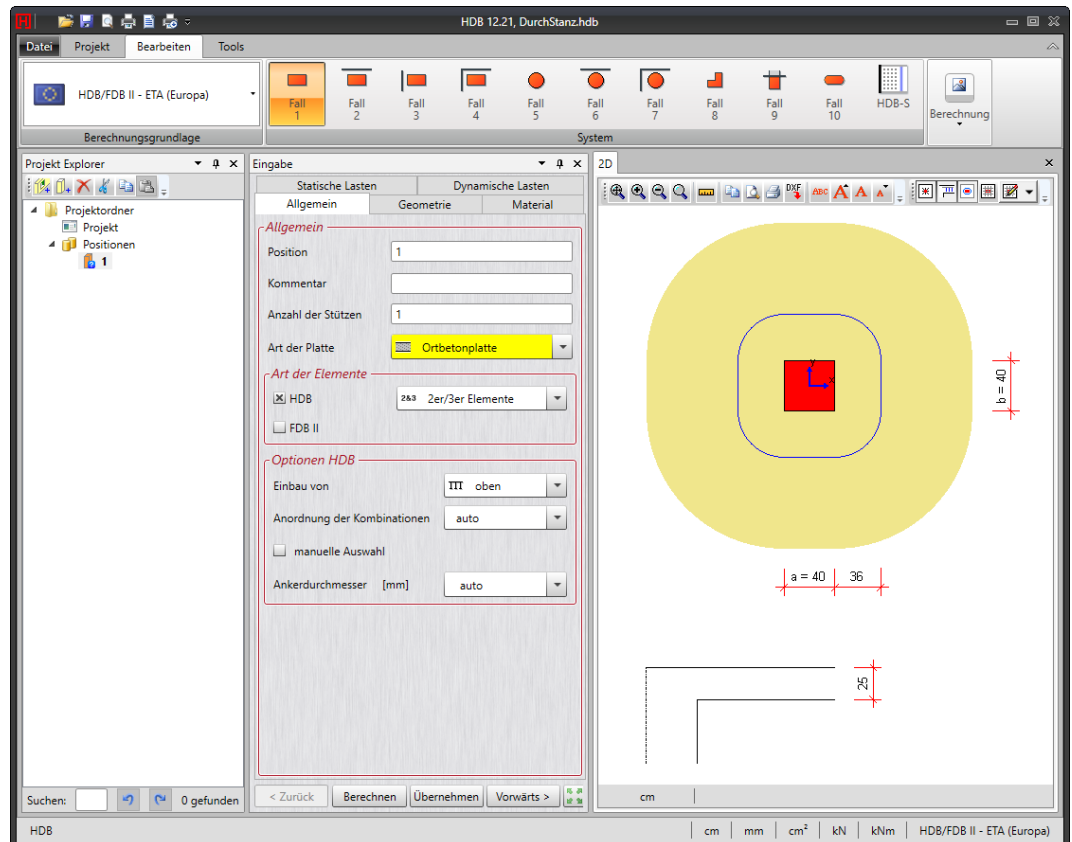 HDB 12.21, DurchStanz.hdb
Datei Projekt Bearbeiten Tools
HDB/FDB II - ETA (Europa)
Berechnungsgrundlage
Fall 1
Fall 2
Fall 3
Fall 4
Fall 5
Fall 6
Fall 7
Fall 8
Fall 9
Fall 10
HDB-S
System
Berechnung
Projekt Explorer
Projektordner
Projekt
Positionen
1
Suchen: 0 gefunden
Eingabe
Statische Lasten Dynamische Lasten
Allgemein Geometrie Material
Allgemein
Position 1
Kommentar
Anzahl der Stützen 1
Art der Platte Ortbetonplatte
Art der Elemente
HDB 2&3 2er/3er Elemente
FDB II
Optionen HDB
Einbau von oben
Anordnung der Kombinationen auto
manuelle Auswahl
Ankerdurchmesser [mm] auto
< Zurück Berechnen Übernehmen Vorwärts >
2D
DXF ABC A A A
y
x
b = 40
a = 40 36
25
cm
HDB cm mm cm² kN kNm HDB/FDB II - ETA (Europa)